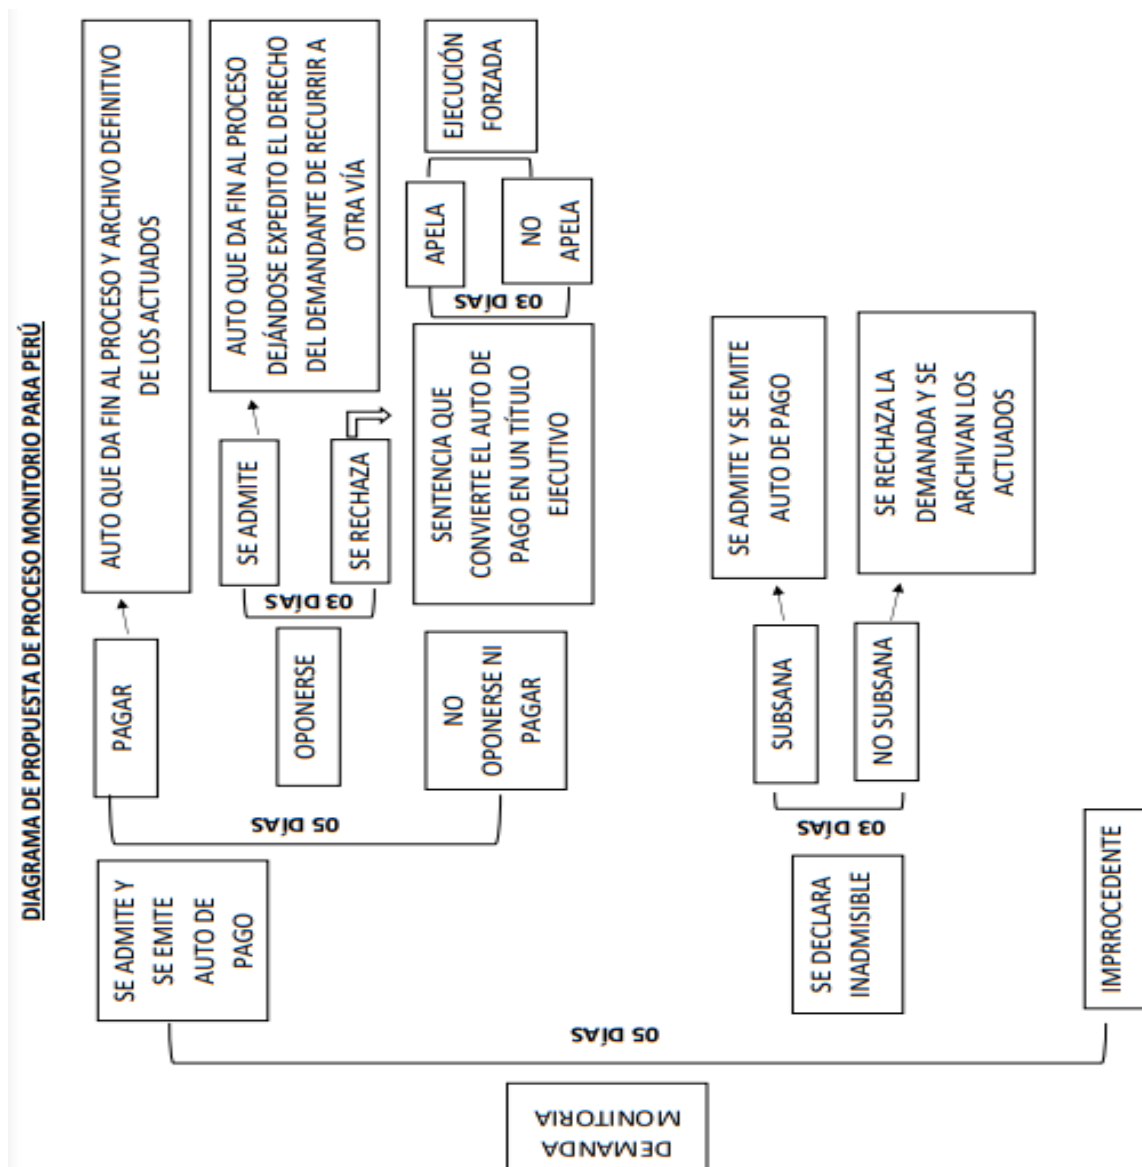 DIAGRAMA DE PROPUESTA DE PROCESO MONITORIO PARA PERÚ
DEMANDA
MONITORIA
05 DÍAS
SE ADMITE Y
SE EMITE
AUTO DE
PAGO
05 DÍAS
PAGAR
AUTO QUE DA FIN AL PROCESO Y ARCHIVO DEFINITIVO
DE LOS ACTUADOS
OPONERSE
03 DÍAS
SE ADMITE
AUTO QUE DA FIN AL PROCESO
DEJÁNDOSE EXPEDITO EL DERECHO
DEL DEMANDANTE DE RECURRIR A
OTRA VÍA
SE RECHAZA
NO
OPONERSE NI
PAGAR
SENTENCIA QUE
CONVIERTE EL AUTO DE
PAGO EN UN TÍTULO
EJECUTIVO
03 DÍAS
APELA
NO
APELA
EJECUCIÓN
FORZADA
SE DECLARA
INADMISIBLE
03 DÍAS
SUBSANA
SE ADMITE Y SE EMITE
AUTO DE PAGO
NO SUBSANA
SE RECHAZA LA
DEMANADA Y SE
ARCHIVAN LOS
ACTUADOS
IMPRROCEDENTE